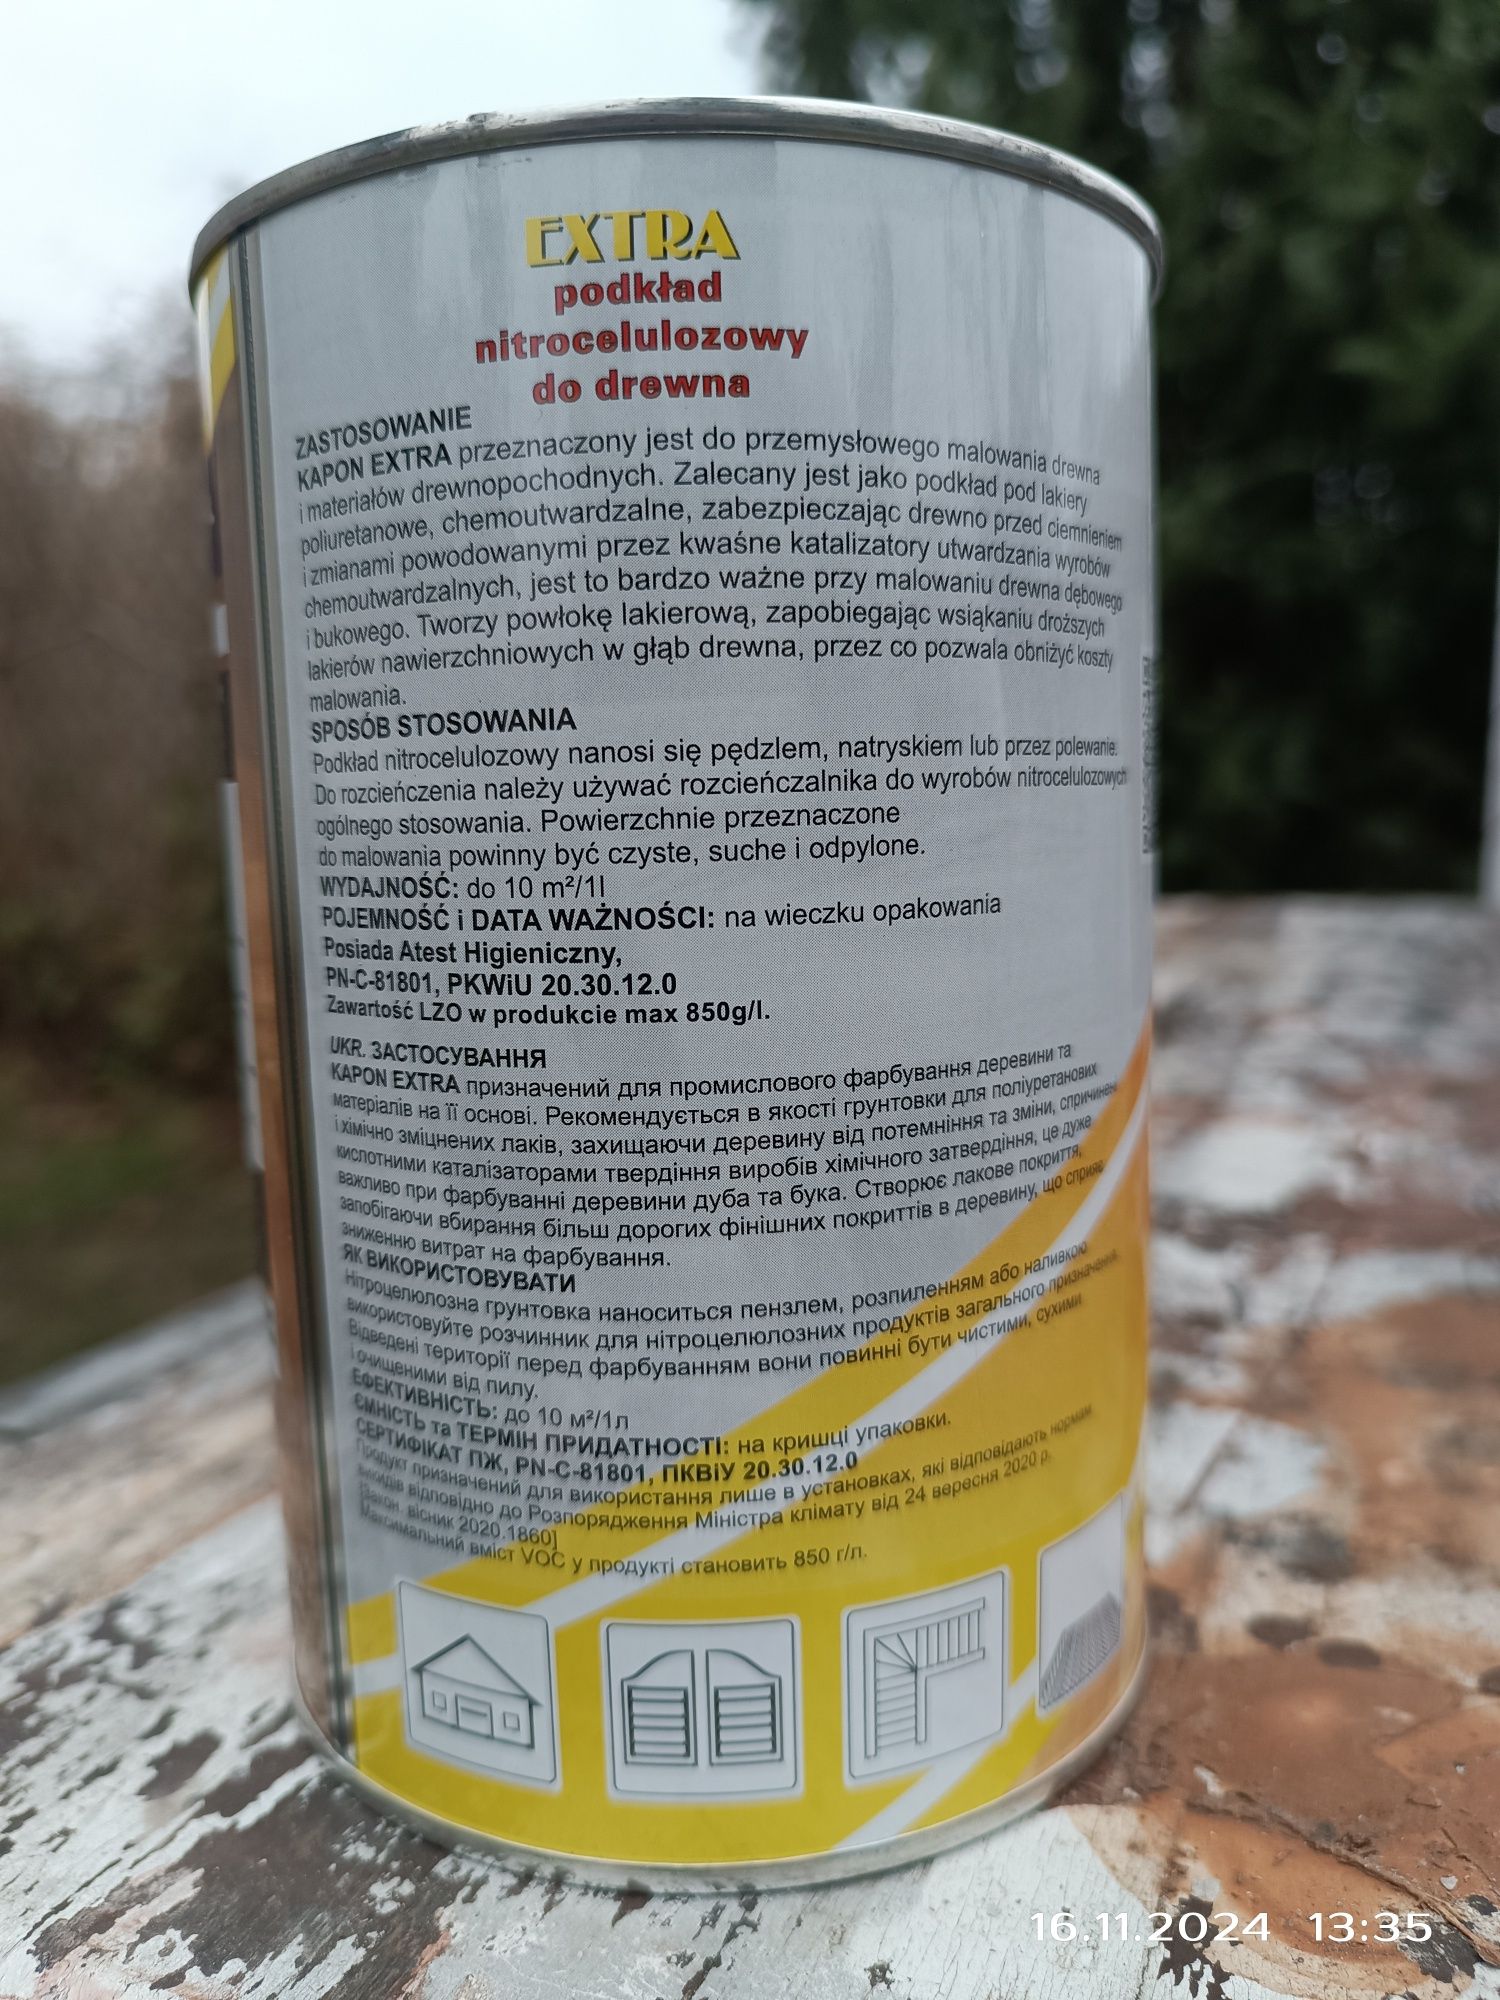 EXTRA
podkład
nitrocelulozowy
do drewna
ZASTOSOWANIE
KAPON EXTRA przeznaczony jest do przemysłowego malowania drewna
i materiałów drewnopochodnych. Zalecany jest jako podkład pod lakiery
poliuretanowe, chemoutwardzalne, zabezpieczając drewno przed ciemnieniem
i zmianami powodowanymi przez kwaśne katalizatory utwardzania wyrobów
chemoutwardzalnych, jest to bardzo ważne przy malowaniu drewna dębowego
i bukowego. Tworzy powłokę lakierową, zapobiegając wsiąkaniu droższych
lakierów nawierzchniowych w głąb drewna, przez co pozwala obniżyć koszty
malowania.
SPOSÓB STOSOWANIA
Podkład nitrocelulozowy nanosi się pędzlem, natryskiem lub przez polewanie.
Do rozcieńczenia należy używać rozcieńczalnika do wyrobów nitrocelulozowych
ogólnego stosowania. Powierzchnie przeznaczone
do malowania powinny być czyste, suche i odpylone.
WYDAJNOŚĆ: do 10 m²/1l
POJEMNOŚĆ i DATA WAŻNOŚCI: na wieczku opakowania
Posiada Atest Higieniczny,
PN-C-81801, PKWiU 20.30.12.0
Zawartość LZO w produkcie max 850g/l.
UKR. ЗАСТОСУВАННЯ
KAPON EXTRA призначений для промислового фарбування деревини та
матеріалів на її основі. Рекомендується в якості грунтовки для поліуретанових
і хімічно зміцнених лаків, захищаючи деревину від потемніння та зміни, спричинені
кислотними каталізаторами твердіння виробів хімічного затвердіння, це дуже
важливо при фарбуванні деревини дуба та бука. Створює лакове покриття,
запобігаючи вбирання більш дорогих фінішних покриттів в деревину, що сприяє
зниженню витрат на фарбування.
ЯК ВИКОРИСТОВУВАТИ
Нітроцелюлозна грунтовка наноситься пензлем, розпиленням або наливкою
використовуйте розчинник для нітроцелюлозних продуктів загального призначення.
Відведені території перед фарбуванням вони повинні бути чистими, сухими
і очищеними від пилу.
ЕФЕКТИВНІСТЬ: до 10 м²/1л
ЄМНІСТЬ та ТЕРМІН ПРИДАТНОСТІ: на кришці упаковки.
СЕРТИФІКАТ ПЖ, PN-C-81801, ПКВіУ 20.30.12.0
Продукт призначений для використання лише в установках, які відповідають нормам
викидів відповідно до Розпорядження Міністра клімату від 24 вересня 2020 р.
[Закон. вісник 2020.1860]
Максимальний вміст VOC у продукті становить 850 г/л.
16.11.2024 13:35